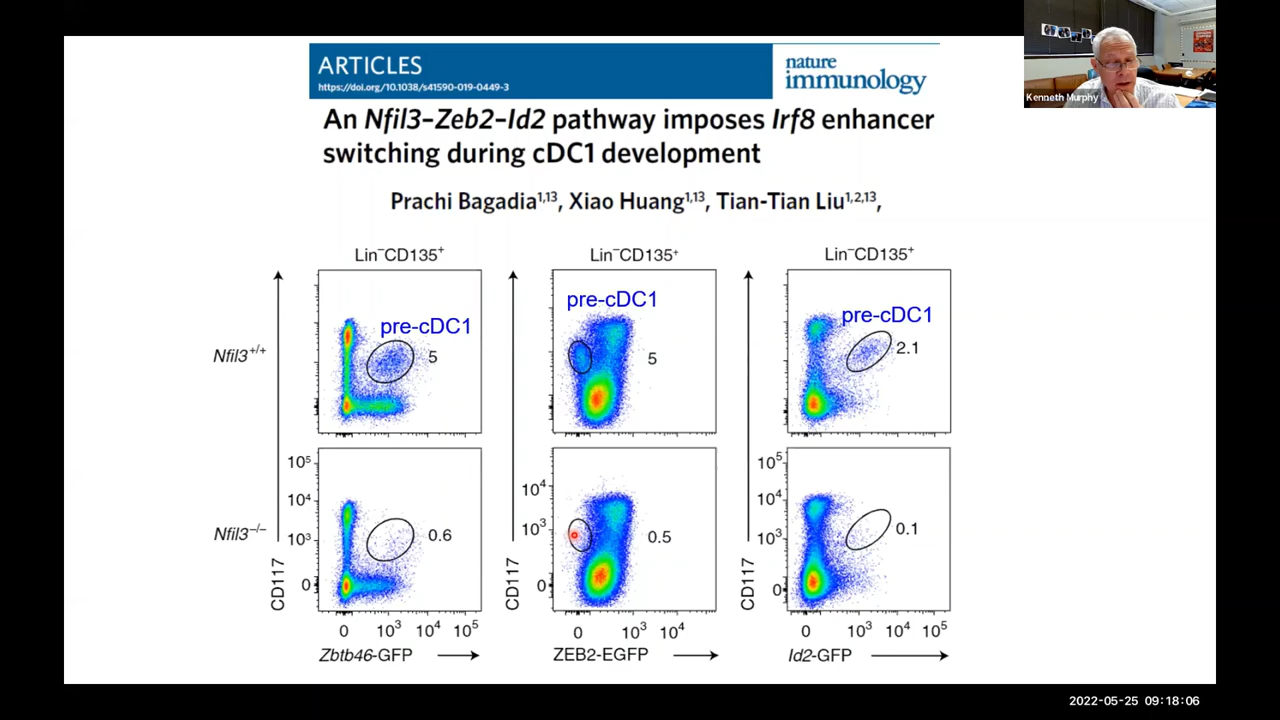 ARTICLES
https://doi.org/10.1038/s41590-019-0449-3
nature
immunology
Kenneth Murphy
An Nfil3–Zeb2–Id2 pathway imposes Irf8 enhancer
switching during cDC1 development
Prachi Bagadia1,13, Xiao Huang1,13, Tian-Tian Liu1,2,13,
Lin−CD135+
Lin−CD135+
Lin−CD135+
pre-cDC1
pre-cDC1
pre-cDC1
Nfil3+/+
5
5
2.1
Nfil3−/−
0.6
0.5
0.1
10⁵
10⁴
10³
0
10⁴
10³
0
10⁵
10⁴
10³
0
CD117
CD117
CD117
0 10³ 10⁴ 10⁵
0 10³ 10⁴
0 10³ 10⁴ 10⁵
Zbtb46-GFP
ZEB2-EGFP
Id2-GFP
2022-05-25 09:18:06